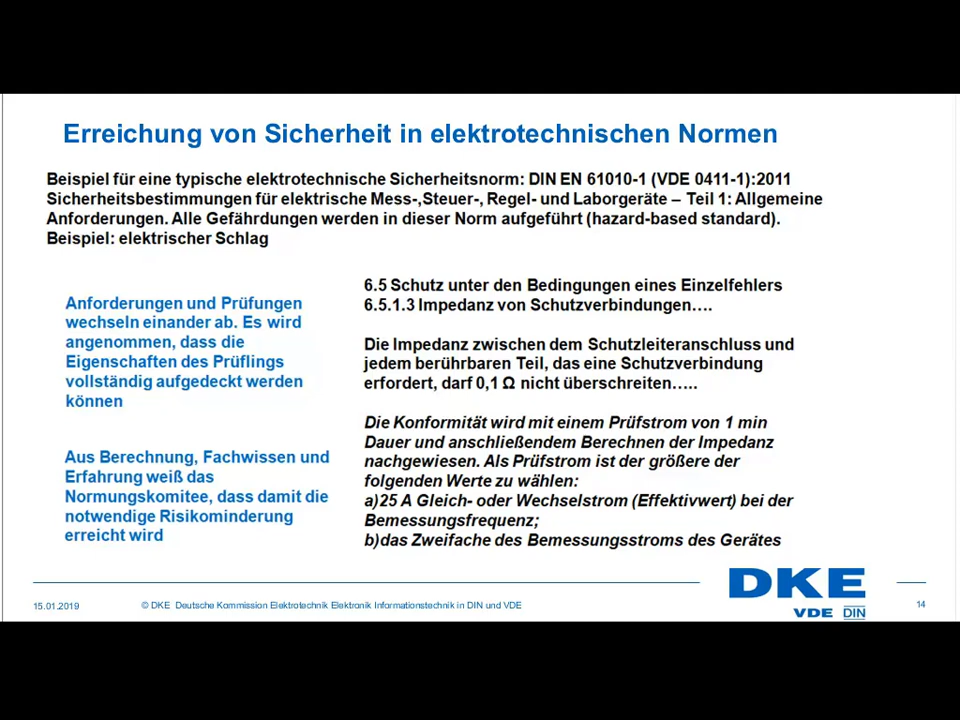 Erreichung von Sicherheit in elektrotechnischen Normen
Beispiel für eine typische elektrotechnische Sicherheitsnorm: DIN EN 61010-1 (VDE 0411-1):2011
Sicherheitsbestimmungen für elektrische Mess-,Steuer-, Regel- und Laborgeräte – Teil 1: Allgemeine
Anforderungen. Alle Gefährdungen werden in dieser Norm aufgeführt (hazard-based standard).
Beispiel: elektrischer Schlag
Anforderungen und Prüfungen
wechseln einander ab. Es wird
angenommen, dass die
Eigenschaften des Prüflings
vollständig aufgedeckt werden
können
Aus Berechnung, Fachwissen und
Erfahrung weiß das
Normungskomitee, dass damit die
notwendige Risikominderung
erreicht wird
6.5 Schutz unter den Bedingungen eines Einzelfehlers
6.5.1.3 Impedanz von Schutzverbindungen….
Die Impedanz zwischen dem Schutzleiteranschluss und
jedem berührbaren Teil, das eine Schutzverbindung
erfordert, darf 0,1 Ω nicht überschreiten…..
Die Konformität wird mit einem Prüfstrom von 1 min
Dauer und anschließendem Berechnen der Impedanz
nachgewiesen. Als Prüfstrom ist der größere der
folgenden Werte zu wählen:
a)25 A Gleich- oder Wechselstrom (Effektivwert) bei der
Bemessungsfrequenz;
b)das Zweifache des Bemessungsstroms des Gerätes
DKE
VDE DIN
15.01.2019
© DKE Deutsche Kommission Elektrotechnik Elektronik Informationstechnik in DIN und VDE
14